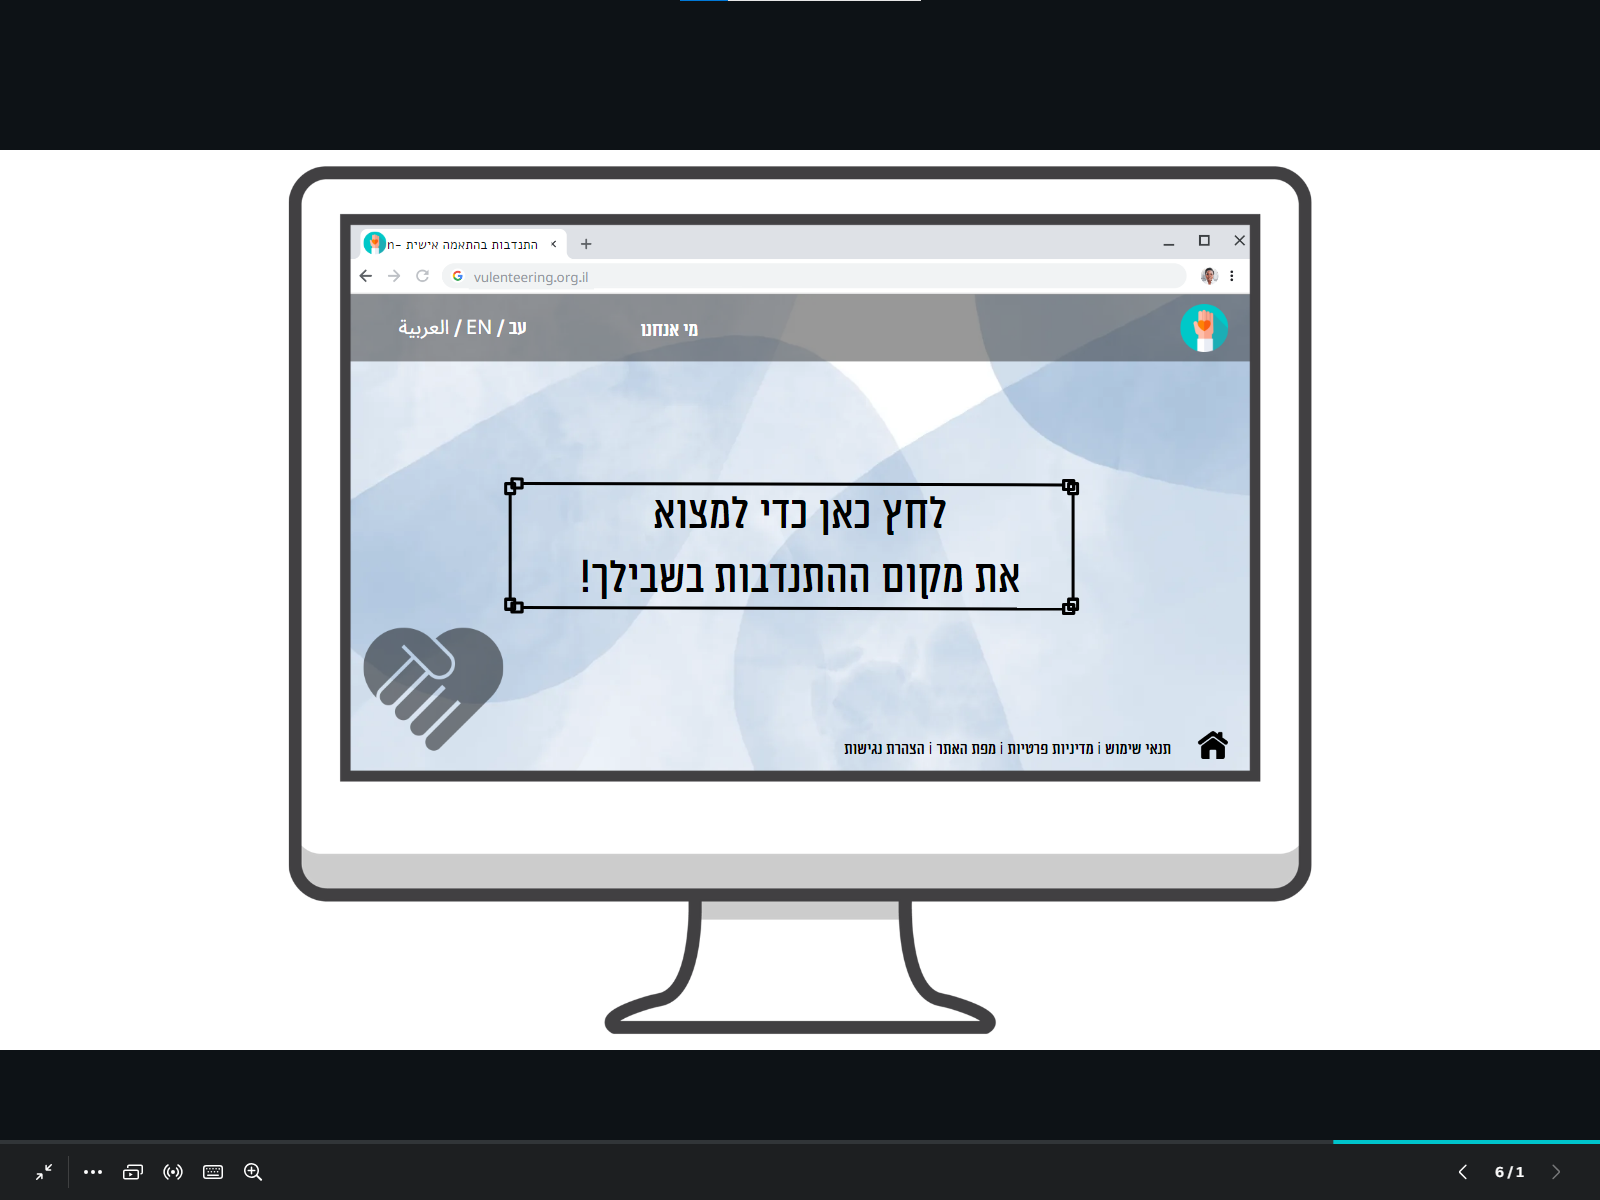 התנדבות בהתאמה אישית -n
vulenteering.org.il
עב / EN / العربية
מי אנחנו
לחץ כאן כדי למצוא
את מקום ההתנדבות בשבילך!
תנאי שימוש | מדיניות פרטיות | מפת האתר | הצהרת נגישות
6 / 1